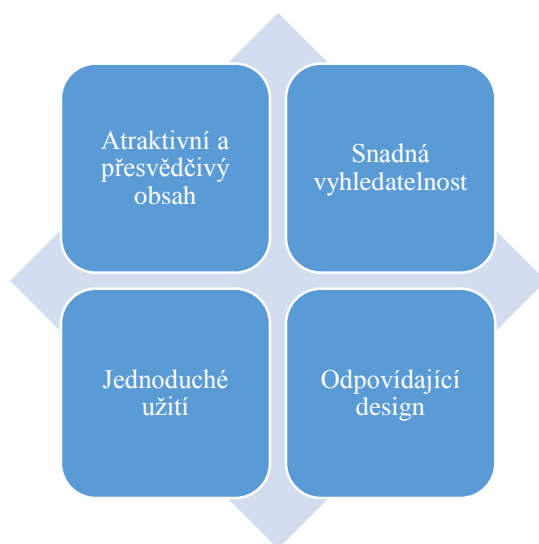 Atraktivní a
přesvědčivý
obsah
Snadná
vyhledatelnost
Jednoduché
užití
Odpovídající
design